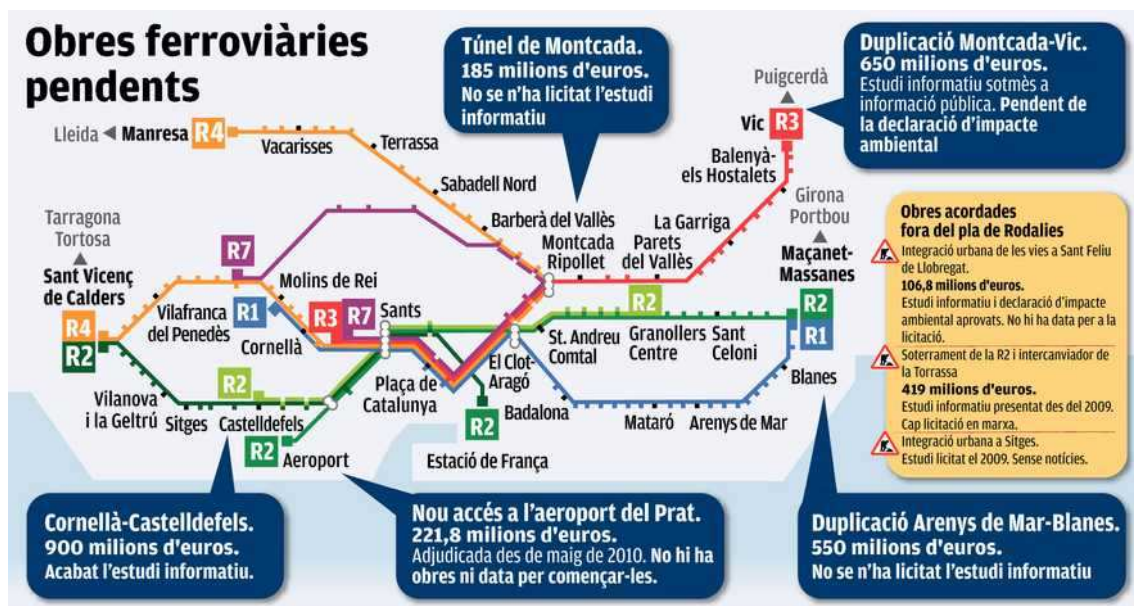 Obres ferroviàries
pendents
Túnel de Montcada.
185 milions d'euros.
No se n'ha licitat l'estudi
informatiu
Duplicació Montcada-Vic.
650 milions d'euros.
Estudi informatiu sotmès a
informació pública. Pendent de
la declaració d'impacte
ambiental
Puigcerdà
Vic
R3
Lleida
Manresa
R4
Vacarisses
Terrassa
Sabadell Nord
Barberà del Vallès
Montcada
Ripollet
Parets
del Vallès
La Garriga
Balenyà-
els Hostalets
Girona
Portbou
Maçanet-
Massanes
Tarragona
Tortosa
Sant Vicenç
de Calders
R4
R2
R7
R1
Molins de Rei
R3
R7
Sants
Vilafranca
del Penedès
Cornellà
R2
R2
R1
St. Andreu
Comtal
Granollers
Centre
Sant
Celoni
El Clot-
Aragó
Plaça de
Catalunya
Badalona
Mataró
Arenys de Mar
Blanes
Vilanova
i la Geltrú
Sitges
Castelldefels
R2
R2
Aeroport
R2
Estació de França
Obres acordades
fora del pla de Rodalies
Integració urbana de les vies a Sant Feliu
de Llobregat.
106,8 milions d'euros.
Estudi informatiu i declaració d'impacte
ambiental aprovats. No hi ha data per a la
licitació.
Soterrament de la R2 i intercanviador de
la Torrassa
419 milions d'euros.
Estudi informatiu presentat des del 2009.
Cap licitació en marxa.
Integració urbana a Sitges.
Estudi licitat el 2009. Sense notícies.
Cornellà-Castelldefels.
900 milions d'euros.
Acabat l'estudi informatiu.
Nou accés a l'aeroport del Prat.
221,8 milions d'euros.
Adjudicada des de maig de 2010. No hi ha
obres ni data per començar-les.
Duplicació Arenys de Mar-Blanes.
550 milions d'euros.
No se n'ha licitat l'estudi informatiu